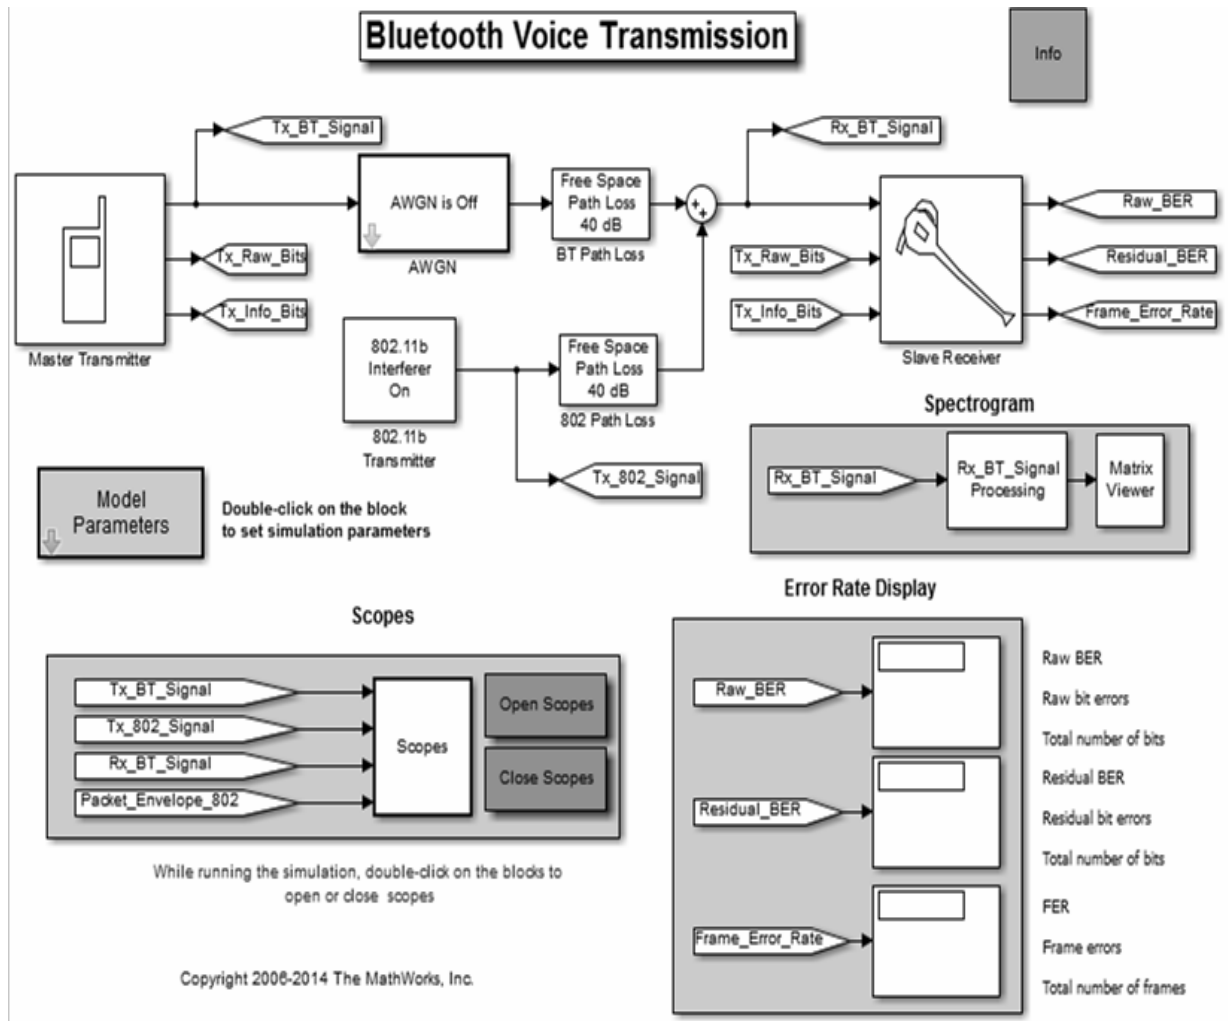 Bluetooth Voice Transmission
Info
Tx_BT_Signal
Rx_BT_Signal
AWGN is Off
AWGN
Free Space
Path Loss
40 dB
BT Path Loss
Raw_BER
Residual_BER
Frame_Error_Rate
Tx_Raw_Bits
Tx_Info_Bits
Tx_Raw_Bits
Tx_Info_Bits
Master Transmitter
Slave Receiver
802.11b
Interferer
On
802.11b
Transmitter
Free Space
Path Loss
40 dB
802 Path Loss
Tx_802_Signal
Spectrogram
Rx_BT_Signal
Rx_BT_Signal
Processing
Matrix
Viewer
Model
Parameters
Double-click on the block
to set simulation parameters
Scopes
Tx_BT_Signal
Tx_802_Signal
Rx_BT_Signal
Packet_Envelope_802
Scopes
Open Scopes
Close Scopes
While running the simulation, double-click on the blocks to
open or close scopes
Copyright 2006-2014 The MathWorks, Inc.
Error Rate Display
Raw_BER
Raw BER
Raw bit errors
Total number of bits
Residual_BER
Residual BER
Residual bit errors
Total number of bits
Frame_Error_Rate
FER
Frame errors
Total number of frames